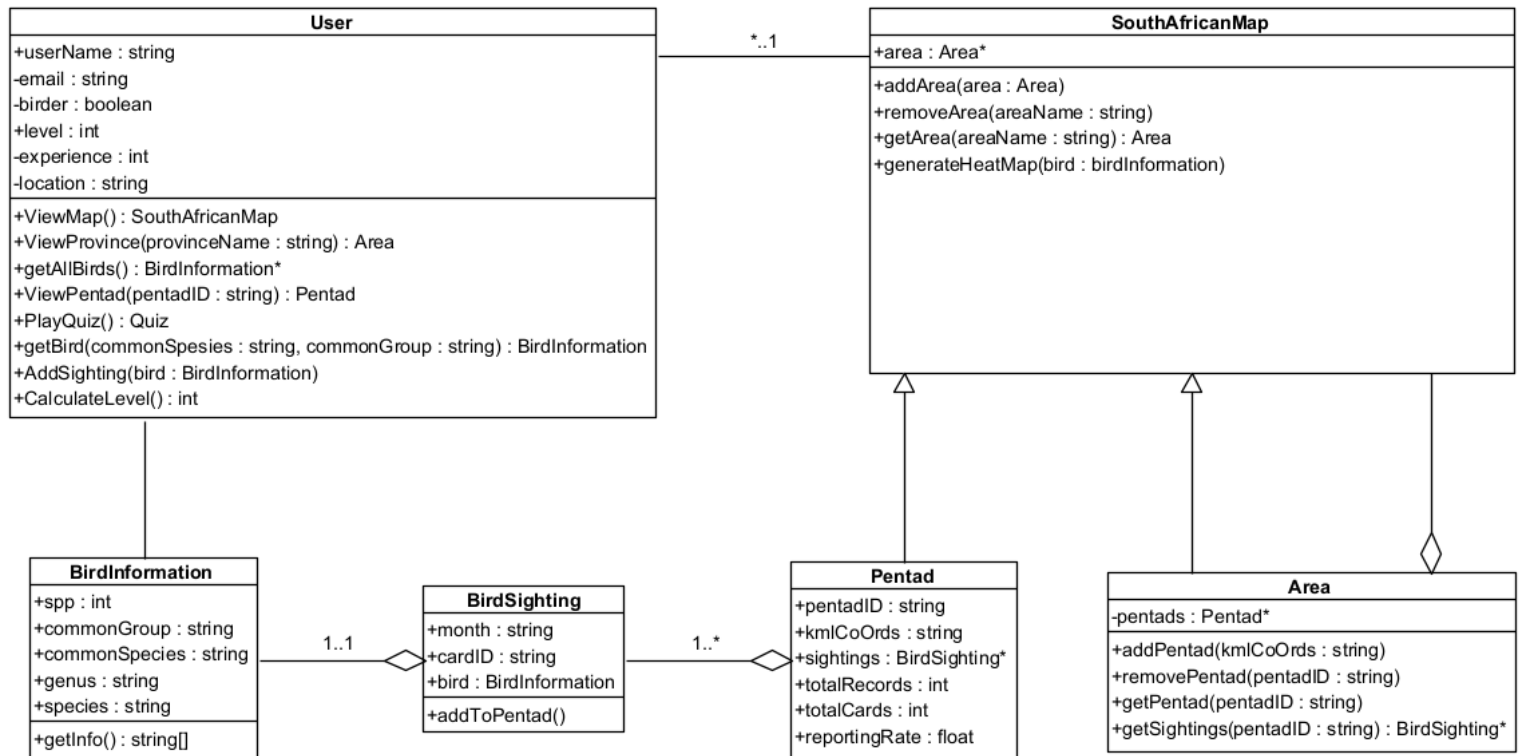 User
+userName : string
-email : string
-birder : boolean
+level : int
-experience : int
-location : string
+ViewMap() : SouthAfricanMap
+ViewProvince(provinceName : string) : Area
+getAllBirds() : BirdInformation*
+ViewPentad(pentadID : string) : Pentad
+PlayQuiz() : Quiz
+getBird(commonSpesies : string, commonGroup : string) : BirdInformation
+AddSighting(bird : BirdInformation)
+CalculateLevel() : int
*..1
SouthAfricanMap
+area : Area*
+addArea(area : Area)
+removeArea(areaName : string)
+getArea(areaName : string) : Area
+generateHeatMap(bird : birdInformation)
BirdInformation
+spp : int
+commonGroup : string
+commonSpecies : string
+genus : string
+species : string
+getInfo() : string[]
1..1
BirdSighting
+month : string
+cardID : string
+bird : BirdInformation
+addToPentad()
1..*
Pentad
+pentadID : string
+kmlCoOrds : string
+sightings : BirdSighting*
+totalRecords : int
+totalCards : int
+reportingRate : float
Area
-pentads : Pentad*
+addPentad(kmlCoOrds : string)
+removePentad(pentadID : string)
+getPentad(pentadID : string)
+getSightings(pentadID : string) : BirdSighting*